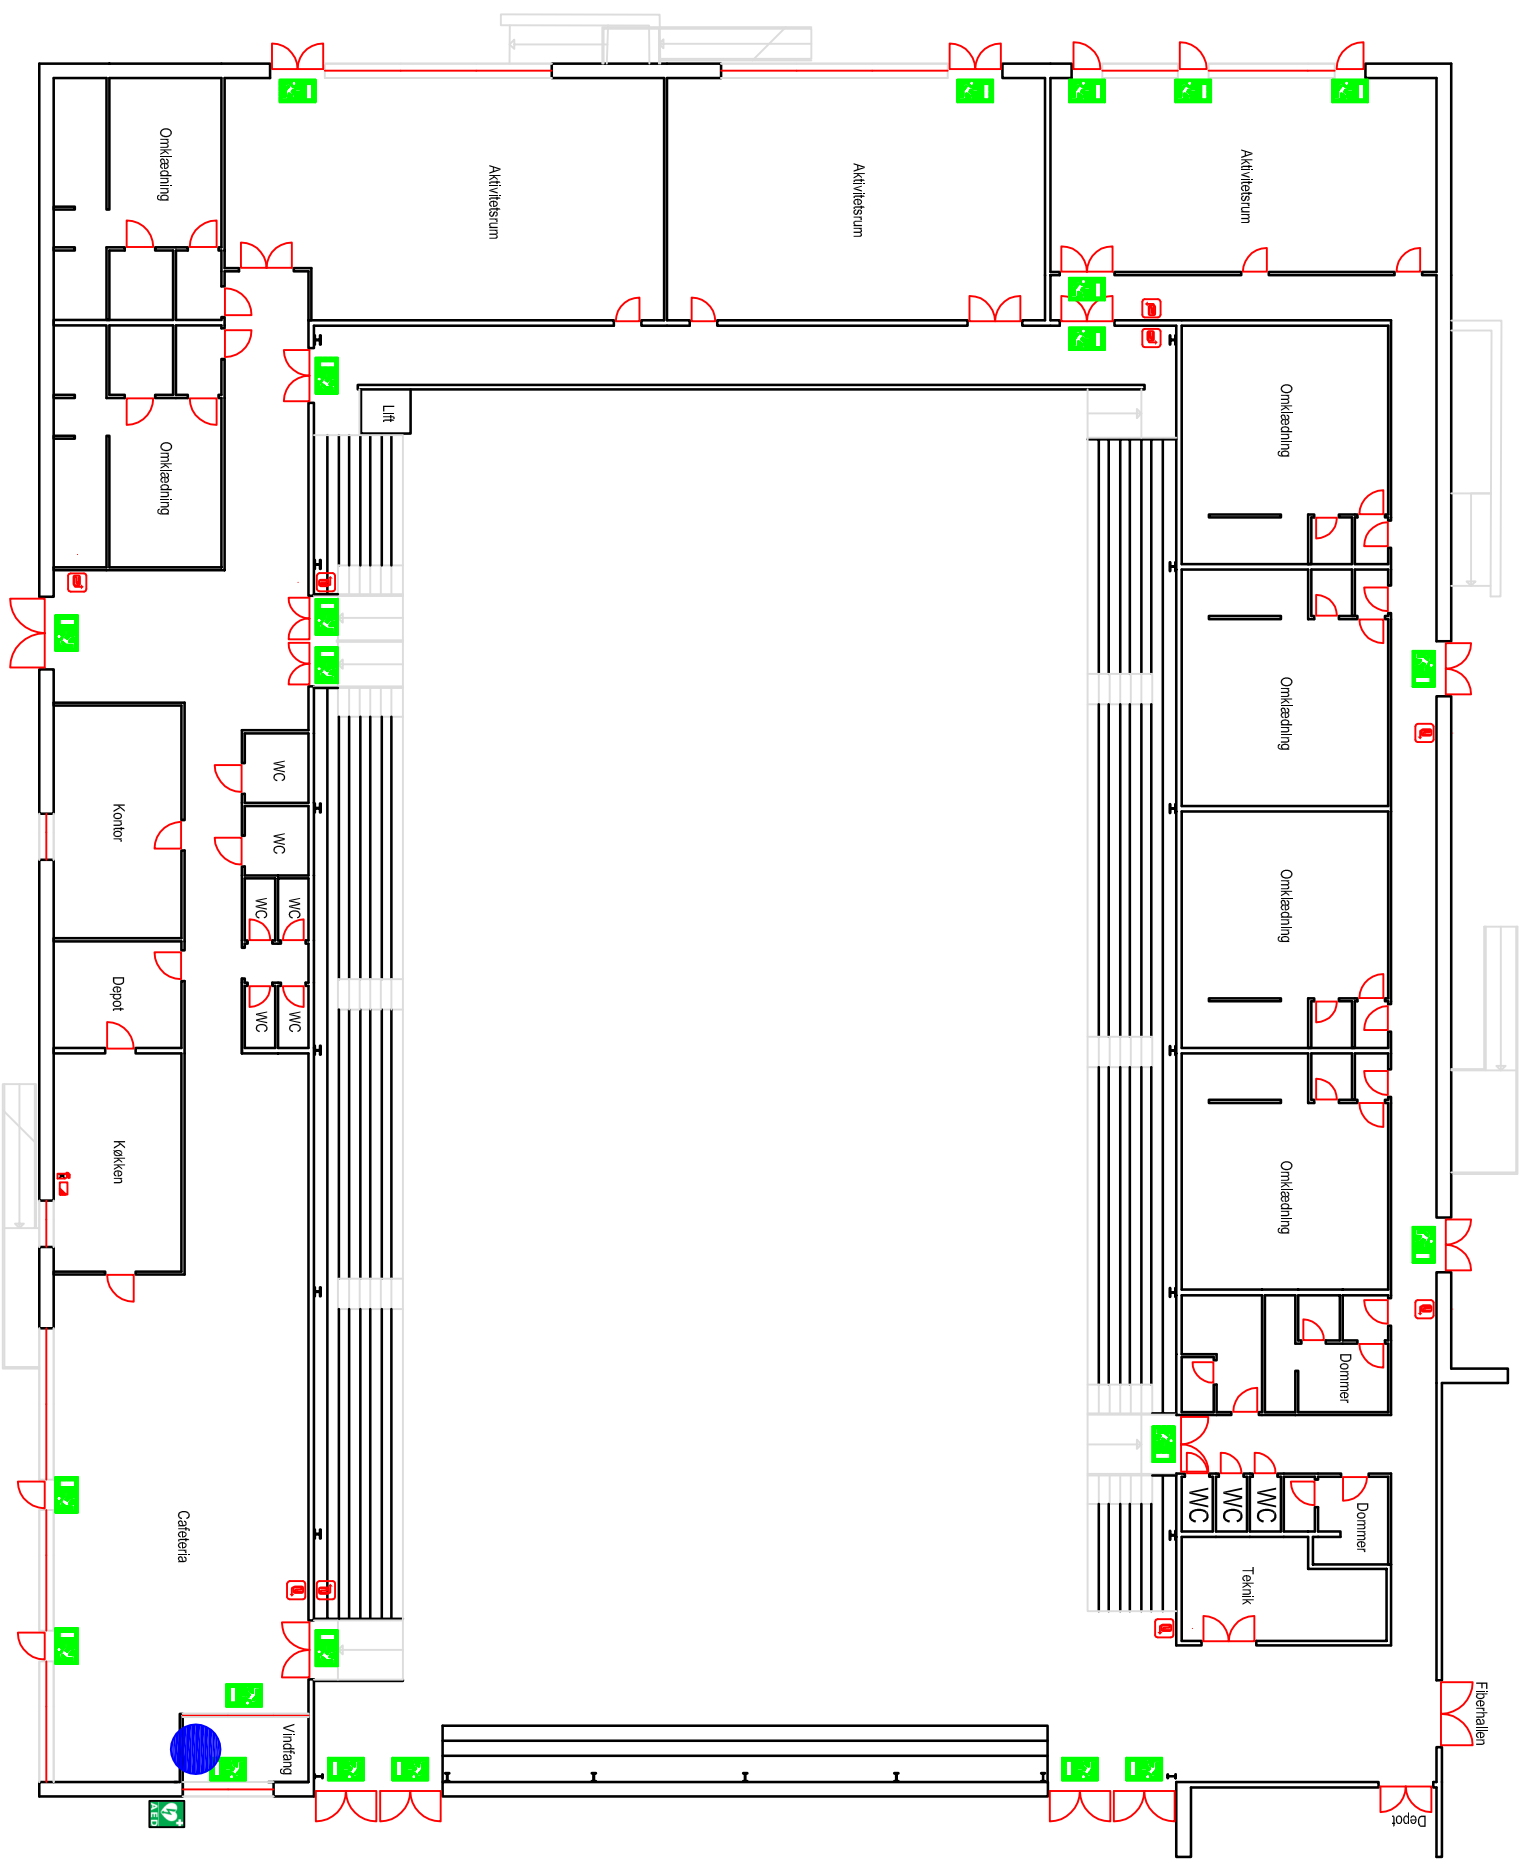 Omklædning
Aktivitetsrum
Aktivitetsrum
Aktivitetsrum
Lift
Omklædning
Omklædning
Omklædning
WC
Kontor
WC
WC
WC
Omklædning
Depot
WC
WC
Køkken
Omklædning
Dommer
WC
WC
WC
Dommer
Cafeteria
Teknik
Vindfang
Fiberhallen
AED
Depot